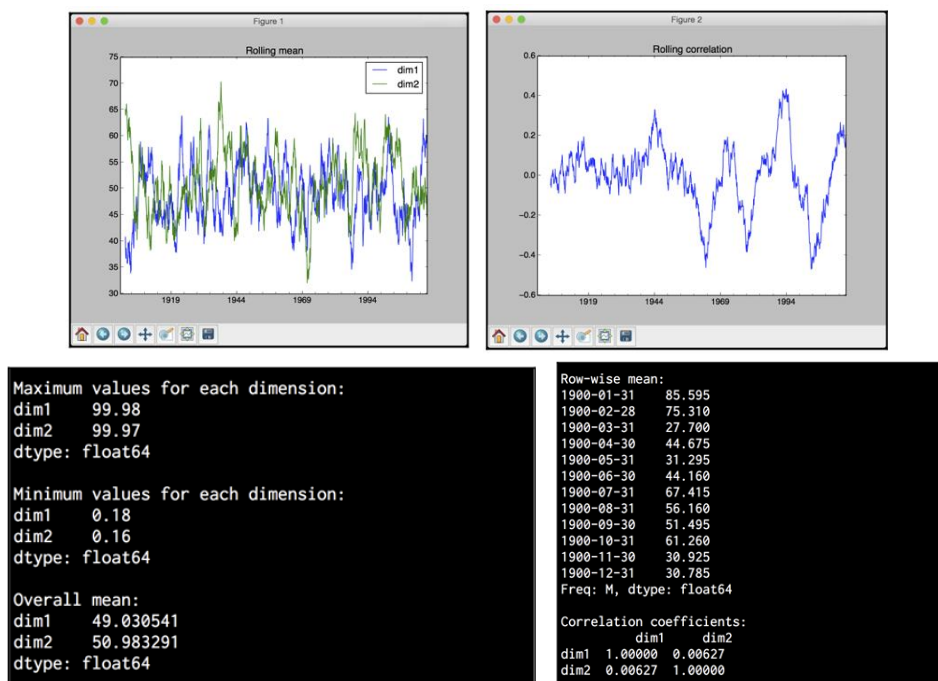 Figure 1
Rolling mean
75
70
65
60
55
50
45
40
35
30
dim1
dim2
1919 1944 1969 1994
Figure 2
Rolling correlation
0.6
0.4
0.2
0.0
−0.2
−0.4
−0.6
1919 1944 1969 1994
Maximum values for each dimension:
dim1 99.98
dim2 99.97
dtype: float64
Minimum values for each dimension:
dim1 0.18
dim2 0.16
dtype: float64
Overall mean:
dim1 49.030541
dim2 50.983291
dtype: float64
Row-wise mean:
1900-01-31 85.595
1900-02-28 75.310
1900-03-31 27.700
1900-04-30 44.675
1900-05-31 31.295
1900-06-30 44.160
1900-07-31 67.415
1900-08-31 56.160
1900-09-30 51.495
1900-10-31 61.260
1900-11-30 30.925
1900-12-31 30.785
Freq: M, dtype: float64
Correlation coefficients:
dim1 dim2
dim1 1.00000 0.00627
dim2 0.00627 1.00000